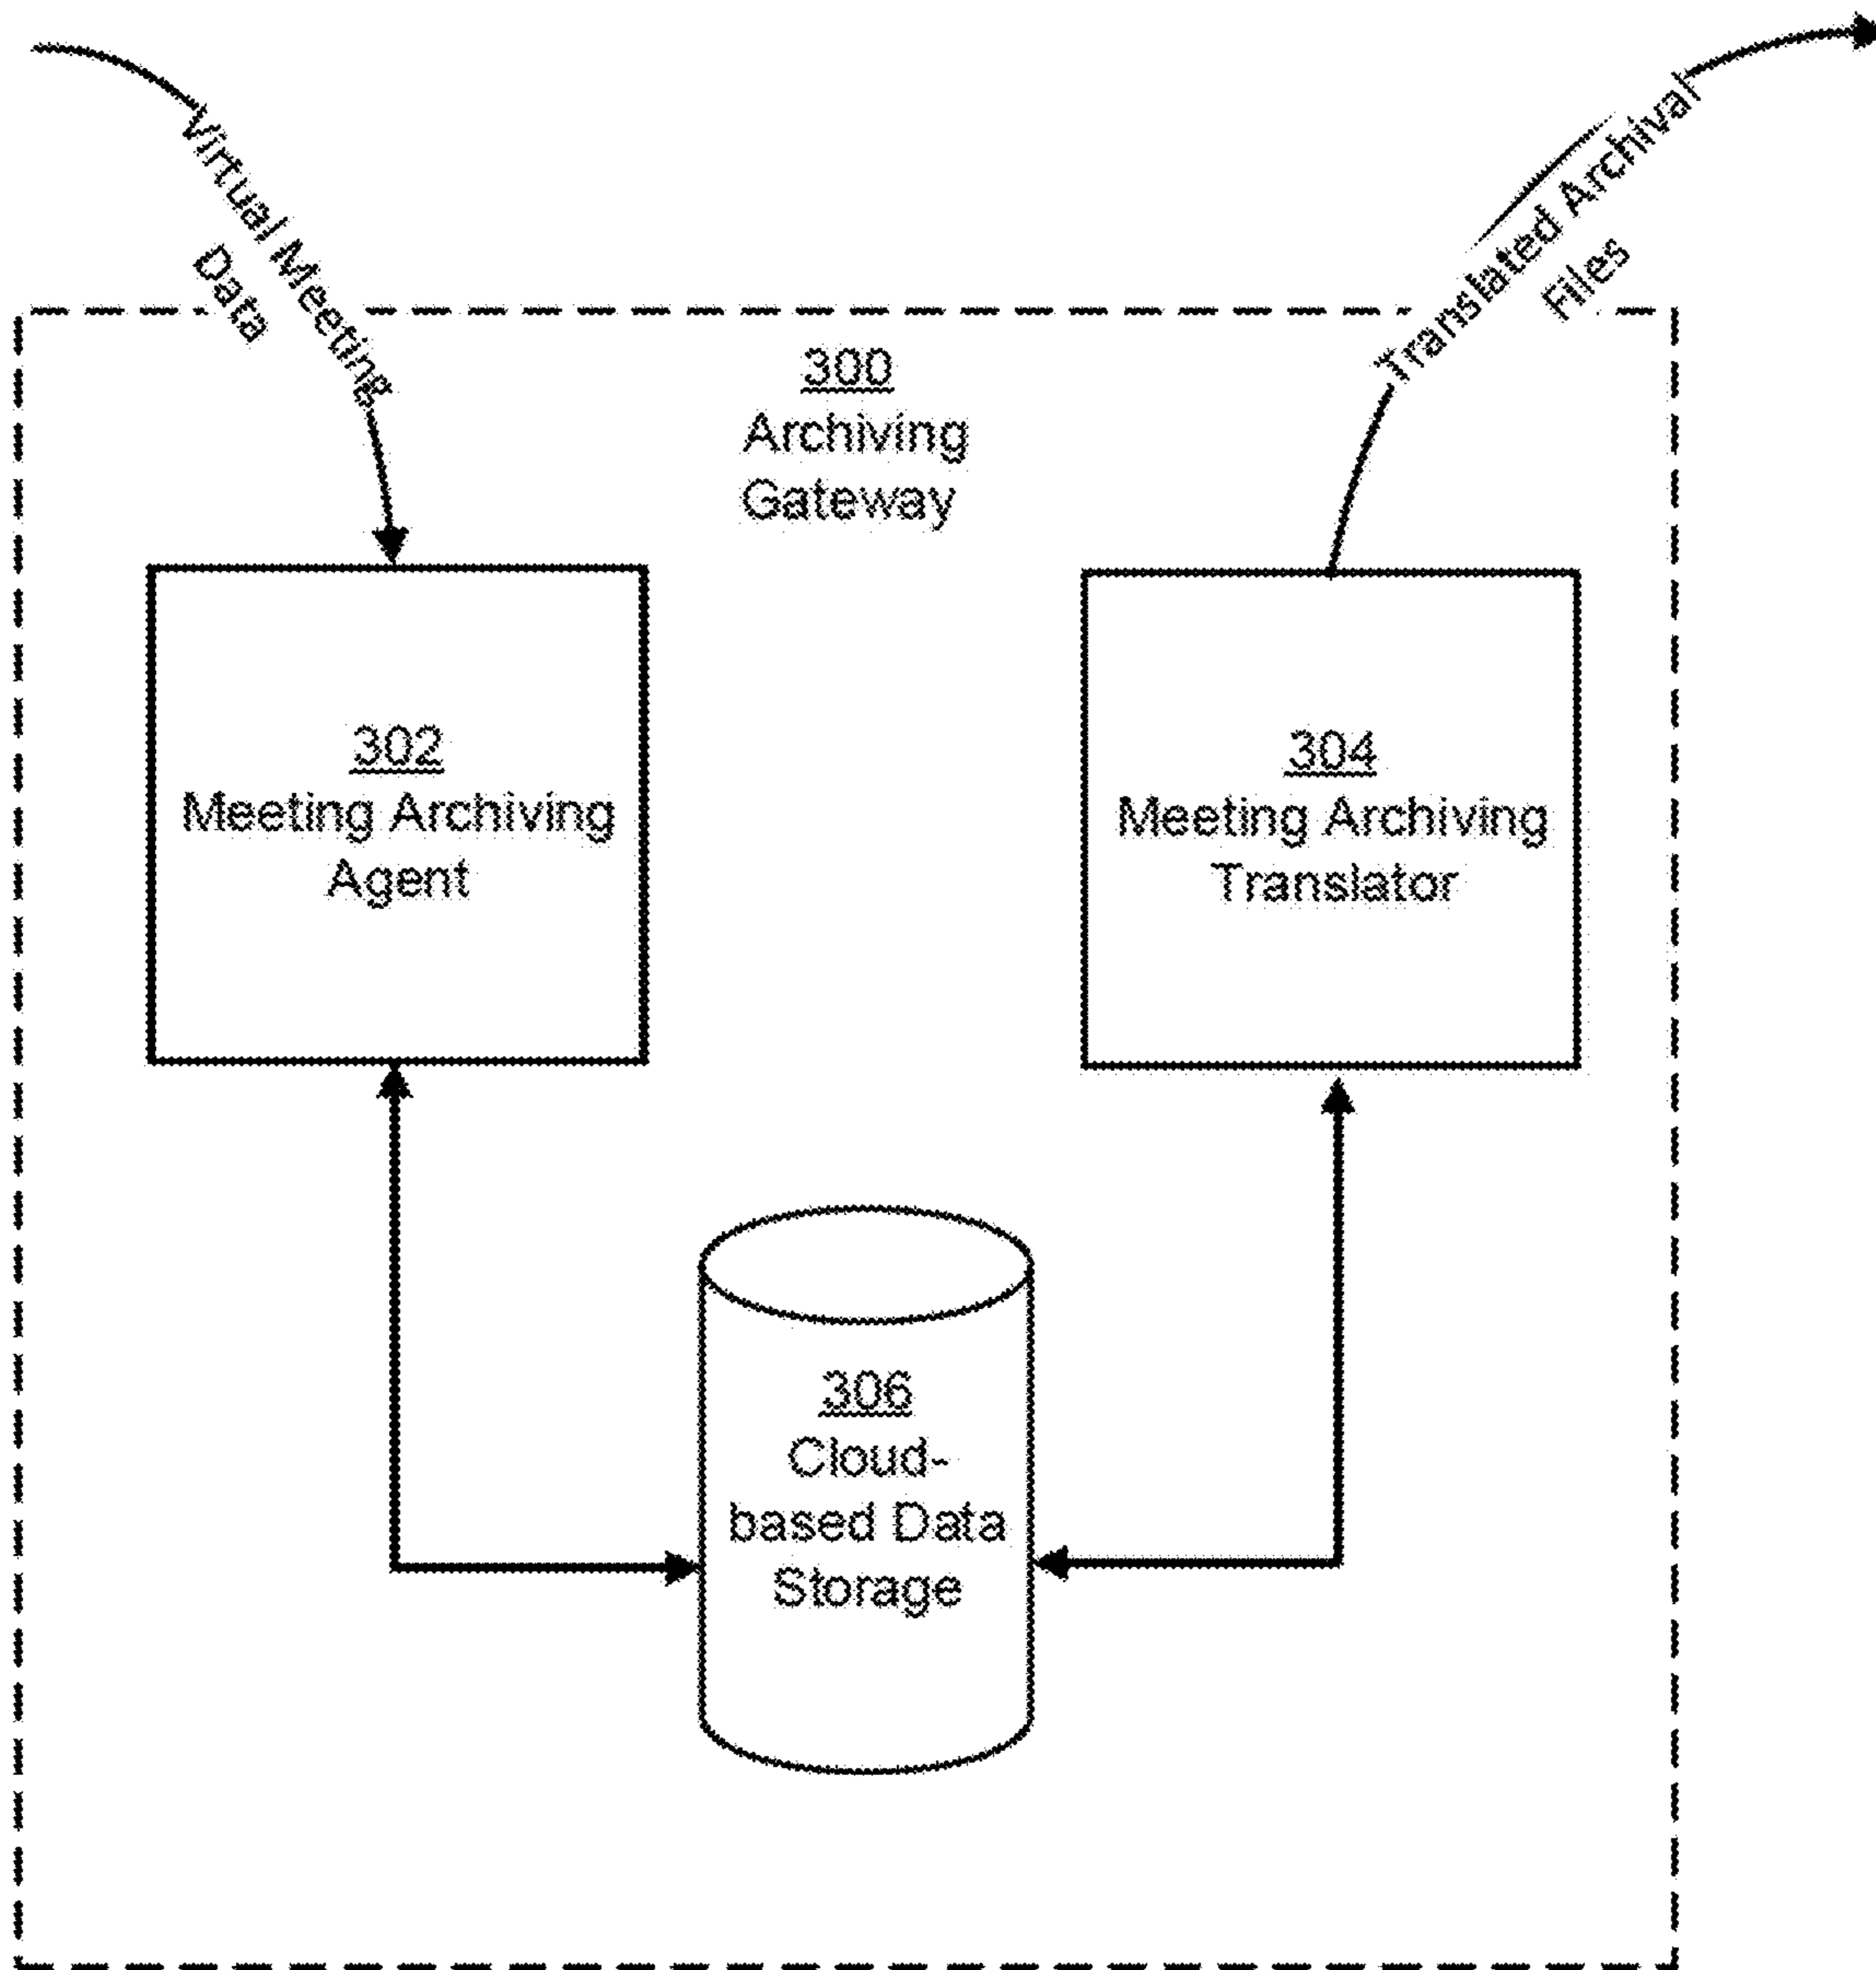 Virtual Meeting
Data
Translated Archival
Files
300
Archiving
Gateway
302
Meeting Archiving
Agent
304
Meeting Archiving
Translator
306
Cloud-
based Data
Storage